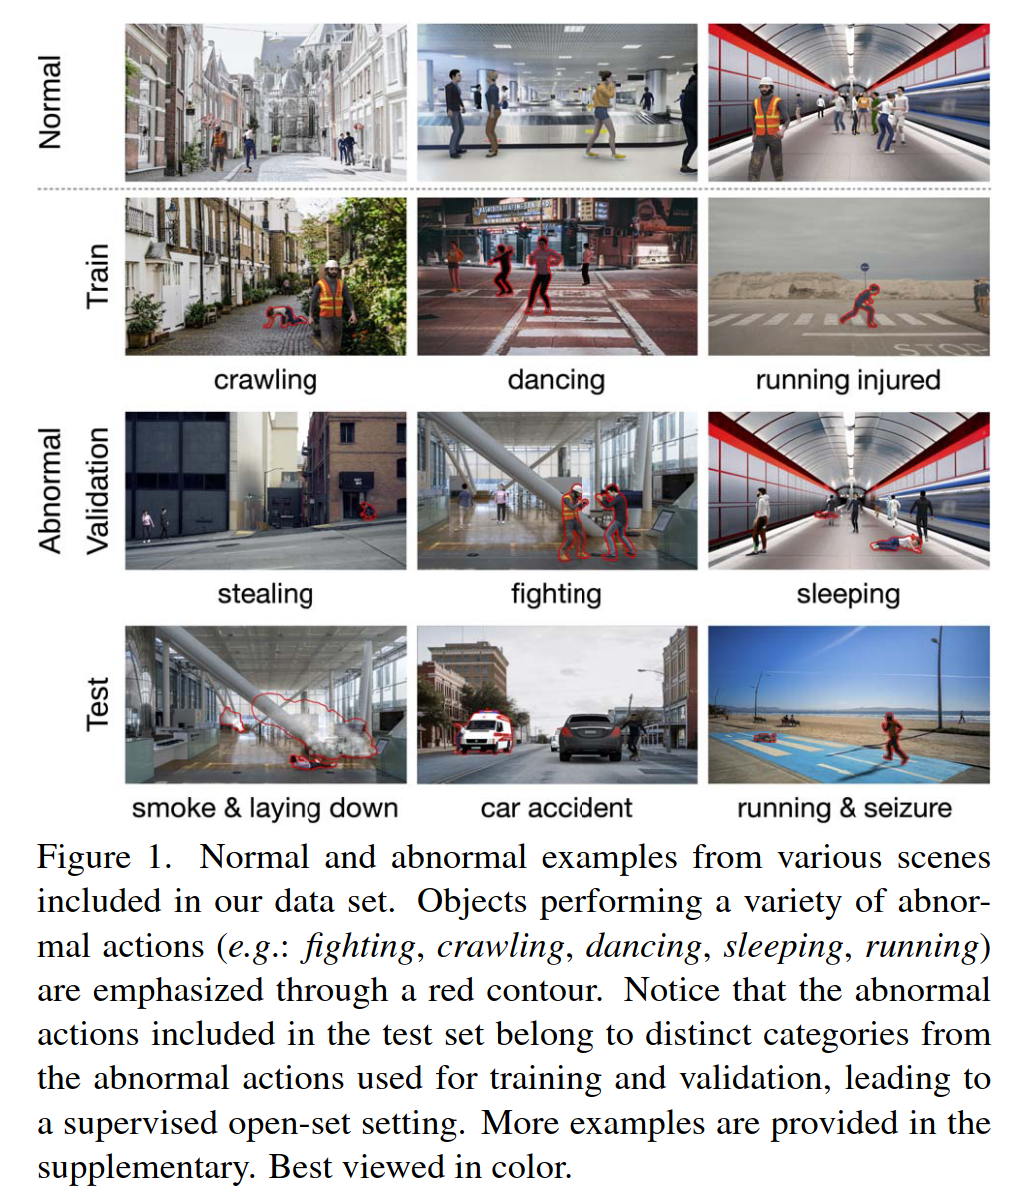 Normal
Train
crawling
dancing
running injured
STOP
Abnormal
Validation
stealing
fighting
sleeping
Test
smoke & laying down
car accident
running & seizure
Figure 1. Normal and abnormal examples from various scenes
included in our data set. Objects performing a variety of abnor-
mal actions (e.g.: fighting, crawling, dancing, sleeping, running)
are emphasized through a red contour. Notice that the abnormal
actions included in the test set belong to distinct categories from
the abnormal actions used for training and validation, leading to
a supervised open-set setting. More examples are provided in the
supplementary. Best viewed in color.